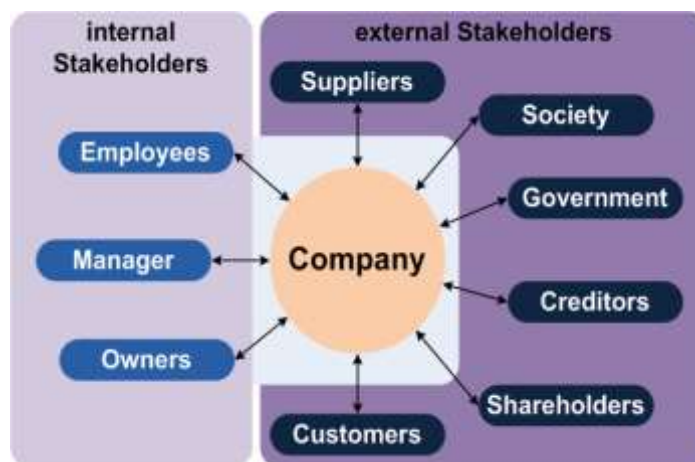 internal
Stakeholders
external Stakeholders
Suppliers
Society
Employees
Government
Manager
Company
Creditors
Owners
Shareholders
Customers